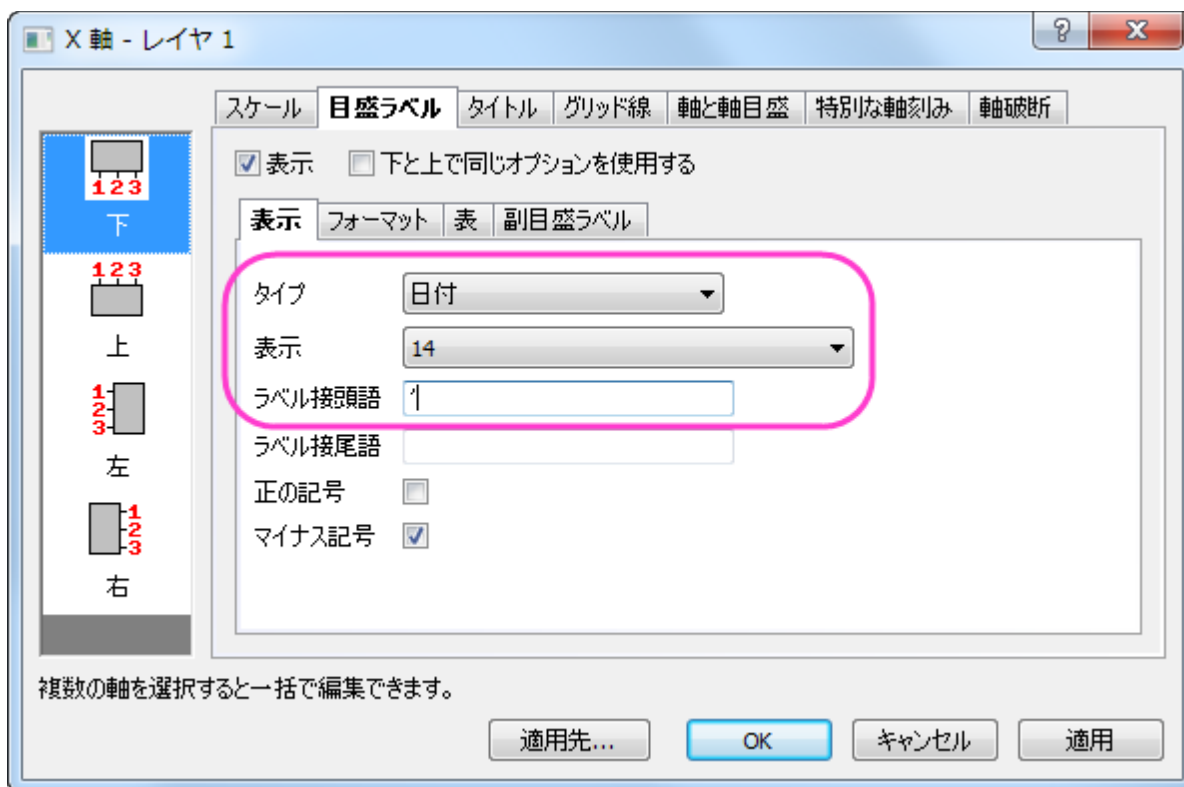 X 軸 - レイヤ 1
スケール 目盛ラベル タイトル グリッド線 軸と軸目盛 特別な軸刻み 軸破断
表示 下と上で同じオプションを使用する
表示 フォーマット 表 副目盛ラベル
123
下
123
上
1
2
3
左
1
2
3
右
タイプ 日付
表示 14
ラベル接頭語 '
ラベル接尾語
正の記号
マイナス記号
複数の軸を選択すると一括で編集できます。
適用先... OK キャンセル 適用